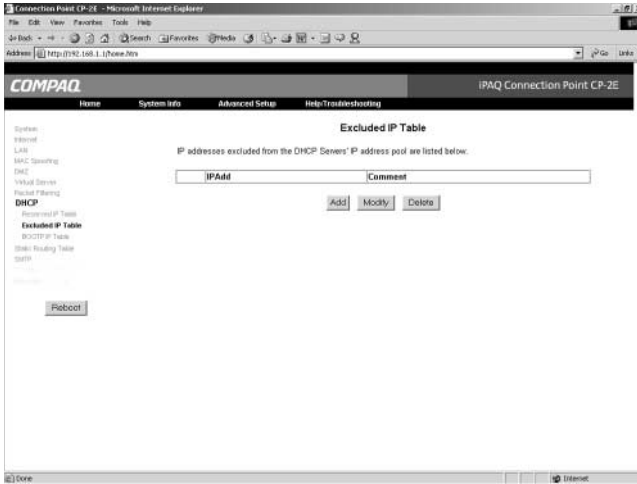 Connection Point CP-2E - Microsoft Internet Explorer
File Edit View Favorites Tools Help
Back Search Favorites Media
Address http://192.168.1.1/home.htm Go Links
COMPAQ iPAQ Connection Point CP-2E
Home System Info Advanced Setup Help/Troubleshooting
Excluded IP Table
IP addresses excluded from the DHCP Servers' IP address pool are listed below.
IPAdd Comment
Add Modify Delete
System
Internet
LAN
MAC Spoofing
DMZ
Virtual Server
Packet Filtering
DHCP
Reserved IP Table
Excluded IP Table
BOOTP IP Table
Static Routing Table
SNTP
Reboot
Done Internet